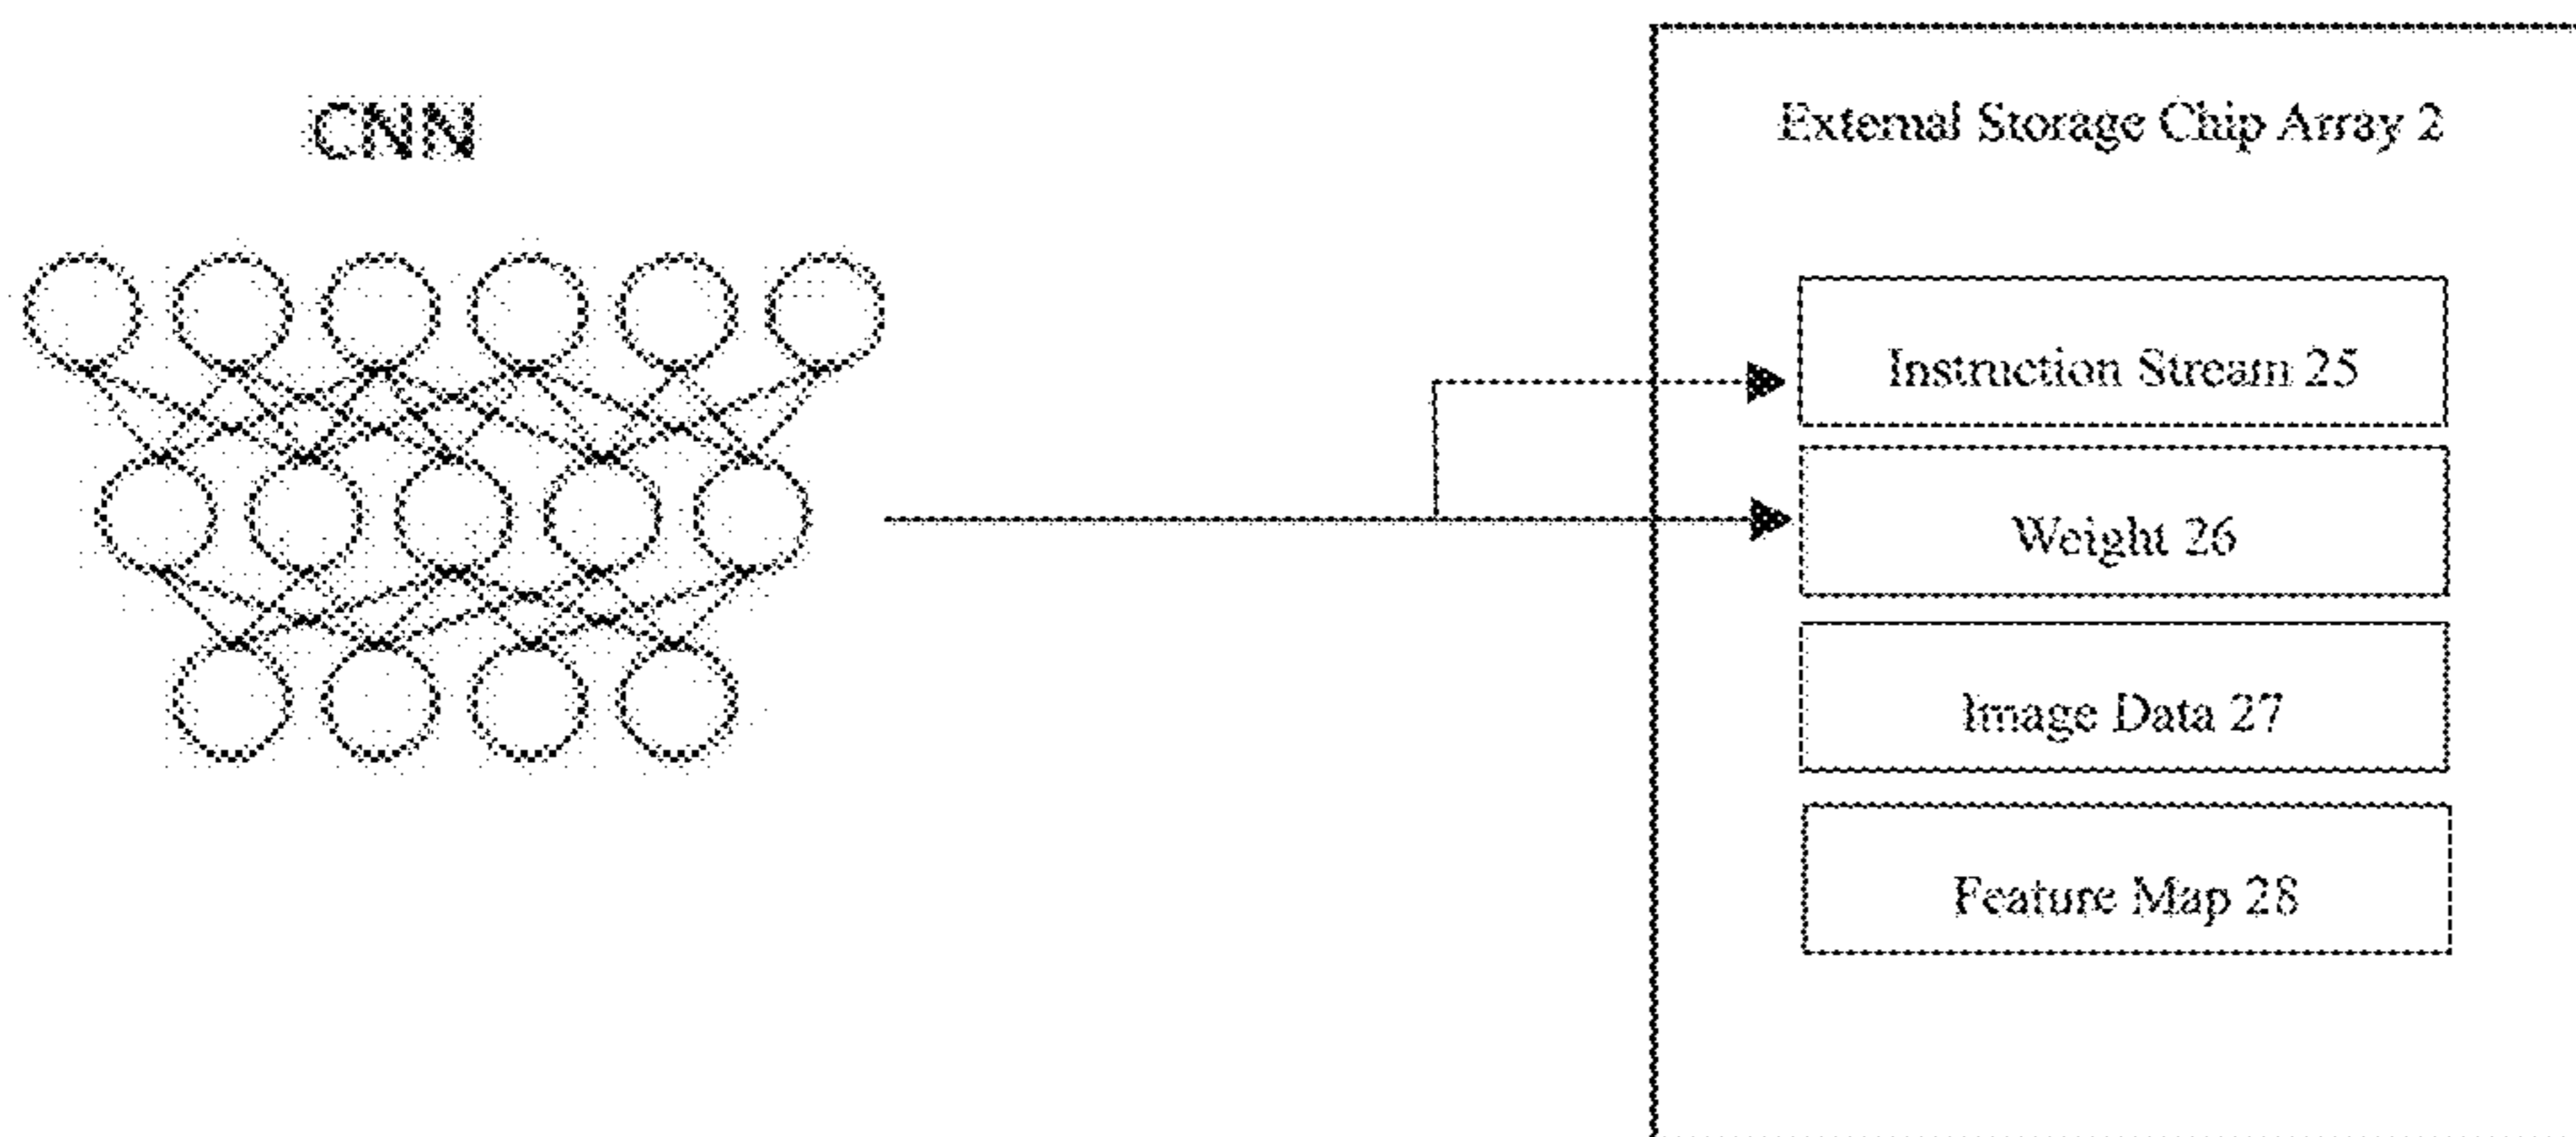 CNN
External Storage Chip Array 2
Instruction Stream 25
Weight 26
Image Data 27
Feature Map 28